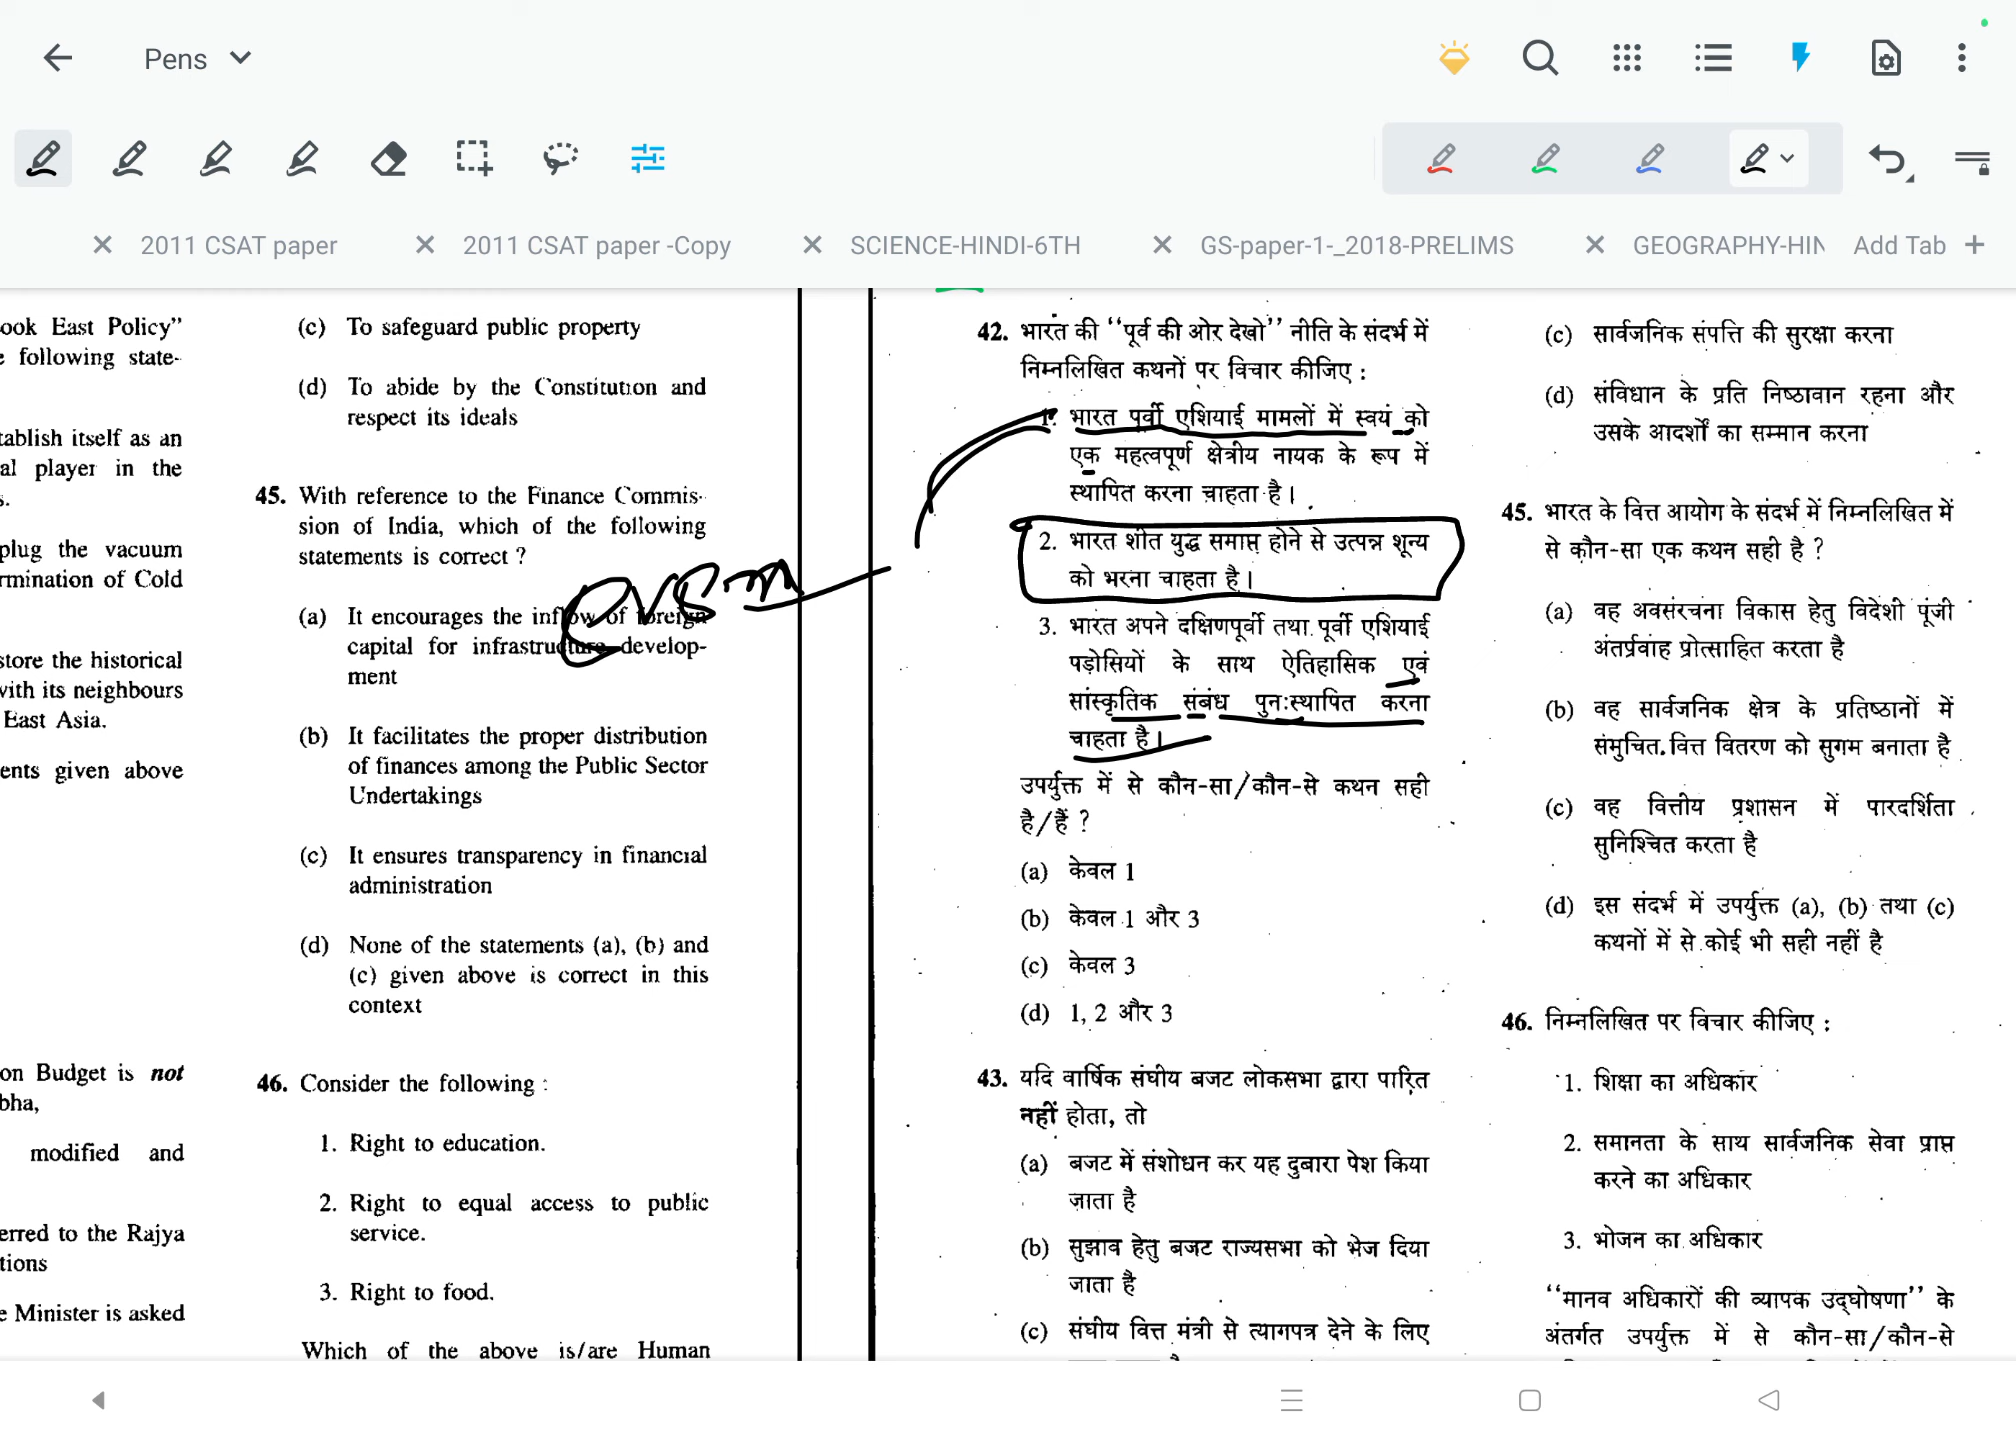 Pens
2011 CSAT paper
2011 CSAT paper -Copy
SCIENCE-HINDI-6TH
GS-paper-1-_2018-PRELIMS
GEOGRAPHY-HIN
Add Tab +
ook East Policy”
e following state-
tablish itself as an
al player in the
s.
plug the vacuum
rmination of Cold
store the historical
with its neighbours
East Asia.
ents given above
on Budget is not
bha,
modified and
erred to the Rajya
tions
e Minister is asked
(c) To safeguard public property
(d) To abide by the Constitution and
respect its ideals
45. With reference to the Finance Commis-
sion of India, which of the following
statements is correct ?
(a) It encourages the inflow of foreign
capital for infrastructure develop-
ment
(b) It facilitates the proper distribution
of finances among the Public Sector
Undertakings
(c) It ensures transparency in financial
administration
(d) None of the statements (a), (b) and
(c) given above is correct in this
context
46. Consider the following :
1. Right to education.
2. Right to equal access to public
service.
3. Right to food.
Which of the above is/are Human
42. भारत की “पूर्व की ओर देखो” नीति के संदर्भ में
निम्नलिखित कथनों पर विचार कीजिए :
1. भारत पूर्वी एशियाई मामलों में स्वयं को
एक महत्वपूर्ण क्षेत्रीय नायक के रूप में
स्थापित करना चाहता है।
2. भारत शीत युद्ध समाप्त होने से उत्पन्न शून्य
को भरना चाहता है।
3. भारत अपने दक्षिणपूर्वी तथा पूर्वी एशियाई
पड़ोसियों के साथ ऐतिहासिक एवं
सांस्कृतिक संबंध पुनःस्थापित करना
चाहता है।
उपर्युक्त में से कौन-सा/कौन-से कथन सही
है/हैं ?
(a) केवल 1
(b) केवल 1 और 3
(c) केवल 3
(d) 1, 2 और 3
43. यदि वार्षिक संघीय बजट लोकसभा द्वारा पारित
नहीं होता, तो
(a) बजट में संशोधन कर यह दुबारा पेश किया
जाता है
(b) सुझाव हेतु बजट राज्यसभा को भेज दिया
जाता है
(c) संघीय वित्त मंत्री से त्यागपत्र देने के लिए
(c) सार्वजनिक संपत्ति की सुरक्षा करना
(d) संविधान के प्रति निष्ठावान रहना और
उसके आदर्शों का सम्मान करना
45. भारत के वित्त आयोग के संदर्भ में निम्नलिखित में
से कौन-सा एक कथन सही है ?
(a) वह अवसंरचना विकास हेतु विदेशी पूंजी
अंतर्प्रवाह प्रोत्साहित करता है
(b) वह सार्वजनिक क्षेत्र के प्रतिष्ठानों में
संमुचित वित्त वितरण को सुगम बनाता है
(c) वह वित्तीय प्रशासन में पारदर्शिता
सुनिश्चित करता है
(d) इस संदर्भ में उपर्युक्त (a), (b) तथा (c)
कथनों में से कोई भी सही नहीं है
46. निम्नलिखित पर विचार कीजिए :
1. शिक्षा का अधिकार
2. समानता के साथ सार्वजनिक सेवा प्राप्त
करने का अधिकार
3. भोजन का अधिकार
“मानव अधिकारों की व्यापक उद्घोषणा” के
अंतर्गत उपर्युक्त में से कौन-सा/कौन-से